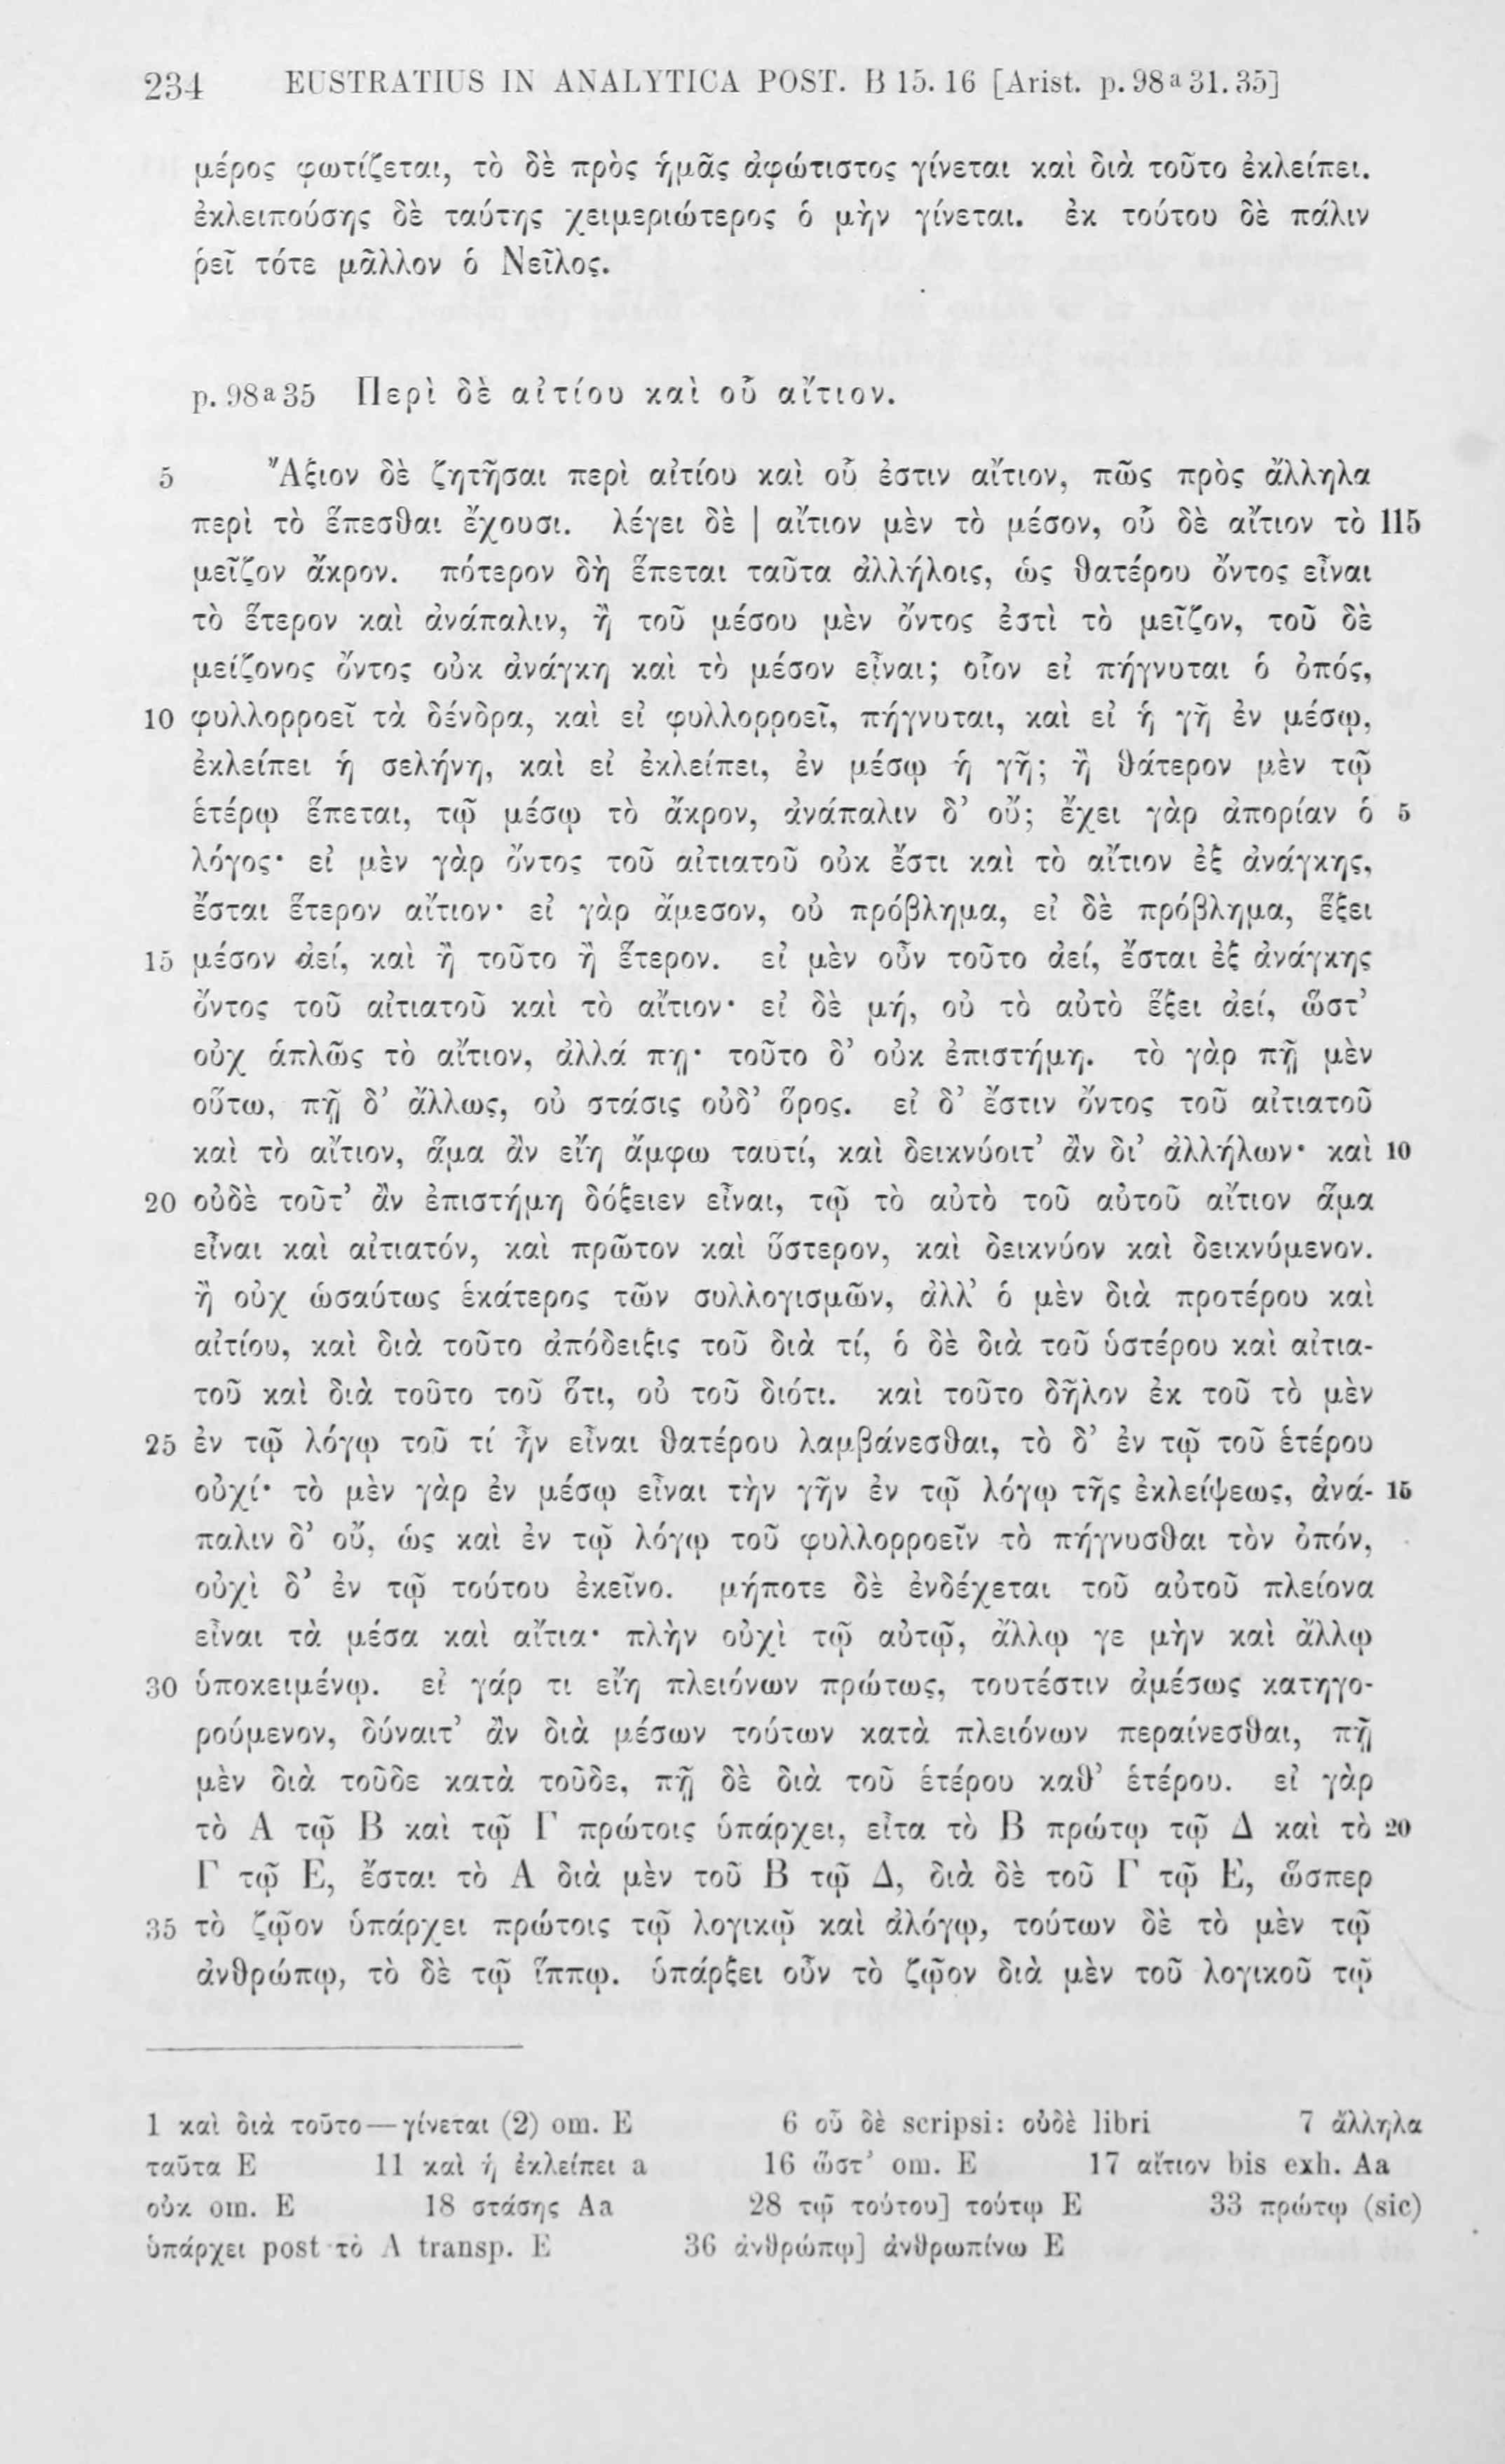 234 EUSTRATIUS IN ANALYTICA POST. B 15. 16 [Arist. p. 98ᵃ31. 35]
μέρος φωτίζεται, τὸ δὲ πρὸς ἡμᾶς ἀφώτιστος γίνεται καὶ διὰ τοῦτο ἐκλείπει.
ἐκλειπούσης δὲ ταύτης χειμεριώτερος ὁ μὴν γίνεται. ἐκ τούτου δὲ πάλιν
ῥεῖ τότε μᾶλλον ὁ Νεῖλος.
p. 98ᵃ35 Περὶ δὲ αἰτίου καὶ οὗ αἴτιον.
5 Ἄξιον δὲ ζητῆσαι περὶ αἰτίου καὶ οὗ ἐστιν αἴτιον, πῶς πρὸς ἄλληλα
περὶ τὸ ἕπεσθαι ἔχουσι. λέγει δὲ | αἴτιον μὲν τὸ μέσον, οὗ δὲ αἴτιον τὸ 115
μεῖζον ἄκρον. πότερον δὴ ἕπεται ταῦτα ἀλλήλοις, ὡς θατέρου ὄντος εἶναι
τὸ ἕτερον καὶ ἀνάπαλιν, ἢ τοῦ μέσου μὲν ὄντος ἐστὶ τὸ μεῖζον, τοῦ δὲ
μείζονος ὄντος οὐκ ἀνάγκη καὶ τὸ μέσον εἶναι; οἷον εἰ πήγνυται ὁ ὀπός,
10 φυλλορροεῖ τὰ δένδρα, καὶ εἰ φυλλορροεῖ, πήγνυται, καὶ εἰ ἡ γῆ ἐν μέσῳ,
ἐκλείπει ἡ σελήνη, καὶ εἰ ἐκλείπει, ἐν μέσῳ ἡ γῆ; ἢ θάτερον μὲν τῷ
ἑτέρῳ ἕπεται, τῷ μέσῳ τὸ ἄκρον, ἀνάπαλιν δ’ οὔ; ἔχει γὰρ ἀπορίαν ὁ 5
λόγος· εἰ μὲν γὰρ ὄντος τοῦ αἰτιατοῦ οὐκ ἔστι καὶ τὸ αἴτιον ἐξ ἀνάγκης,
ἔσται ἕτερον αἴτιον· εἰ γὰρ ἄμεσον, οὐ πρόβλημα, εἰ δὲ πρόβλημα, ἕξει
15 μέσον ἀεί, καὶ ἢ τοῦτο ἢ ἕτερον. εἰ μὲν οὖν τοῦτο ἀεί, ἔσται ἐξ ἀνάγκης
ὄντος τοῦ αἰτιατοῦ καὶ τὸ αἴτιον· εἰ δὲ μή, οὐ τὸ αὐτὸ ἕξει ἀεί, ὥστ’
οὐχ ἁπλῶς τὸ αἴτιον, ἀλλά πῃ· τοῦτο δ’ οὐκ ἐπιστήμη. τὸ γὰρ πῇ μὲν
οὕτω, πῇ δ’ ἄλλως, οὐ στάσις οὐδ’ ὅρος. εἰ δ’ ἔστιν ὄντος τοῦ αἰτιατοῦ
καὶ τὸ αἴτιον, ἅμα ἂν εἴη ἄμφω ταυτί, καὶ δεικνύοιτ’ ἂν δι’ ἀλλήλων· καὶ 10
20 οὐδὲ τοῦτ’ ἂν ἐπιστήμη δόξειεν εἶναι, τῷ τὸ αὐτὸ τοῦ αὐτοῦ αἴτιον ἅμα
εἶναι καὶ αἰτιατόν, καὶ πρῶτον καὶ ὕστερον, καὶ δεικνύον καὶ δεικνύμενον.
ἢ οὐχ ὡσαύτως ἑκάτερος τῶν συλλογισμῶν, ἀλλ’ ὁ μὲν διὰ προτέρου καὶ
αἰτίου, καὶ διὰ τοῦτο ἀπόδειξις τοῦ διὰ τί, ὁ δὲ διὰ τοῦ ὑστέρου καὶ αἰτια-
τοῦ καὶ διὰ τοῦτο τοῦ ὅτι, οὐ τοῦ διότι. καὶ τοῦτο δῆλον ἐκ τοῦ τὸ μὲν
25 ἐν τῷ λόγῳ τοῦ τί ἦν εἶναι θατέρου λαμβάνεσθαι, τὸ δ’ ἐν τῷ τοῦ ἑτέρου
οὐχί· τὸ μὲν γὰρ ἐν μέσῳ εἶναι τὴν γῆν ἐν τῷ λόγῳ τῆς ἐκλείψεως, ἀνά- 15
παλιν δ’ οὔ, ὡς καὶ ἐν τῷ λόγῳ τοῦ φυλλορροεῖν τὸ πήγνυσθαι τὸν ὀπόν,
οὐχὶ δ’ ἐν τῷ τούτου ἐκεῖνο. μήποτε δὲ ἐνδέχεται τοῦ αὐτοῦ πλείονα
εἶναι τὰ μέσα καὶ αἴτια· πλὴν οὐχὶ τῷ αὐτῷ, ἄλλῳ γε μὴν καὶ ἄλλῳ
30 ὑποκειμένῳ. εἰ γάρ τι εἴη πλειόνων πρώτως, τουτέστιν ἀμέσως κατηγο-
ρούμενον, δύναιτ’ ἂν διὰ μέσων τούτων κατὰ πλειόνων περαίνεσθαι, πῇ
μὲν διὰ τοῦδε κατὰ τοῦδε, πῇ δὲ διὰ τοῦ ἑτέρου καθ’ ἑτέρου. εἰ γὰρ
τὸ Α τῷ Β καὶ τῷ Γ πρώτοις ὑπάρχει, εἶτα τὸ Β πρώτῳ τῷ Δ καὶ τὸ 20
Γ τῷ Ε, ἔσται τὸ Α διὰ μὲν τοῦ Β τῷ Δ, διὰ δὲ τοῦ Γ τῷ Ε, ὥσπερ
35 τὸ ζῷον ὑπάρχει πρώτοις τῷ λογικῷ καὶ ἀλόγῳ, τούτων δὲ τὸ μὲν τῷ
ἀνθρώπῳ, τὸ δὲ τῷ ἵππῳ. ὑπάρξει οὖν τὸ ζῷον διὰ μὲν τοῦ λογικοῦ τῷ
1 καὶ διὰ τοῦτο—γίνεται (2) om. E 6 οὗ δὲ scripsi: οὐδὲ libri 7 ἄλληλα
ταῦτα E 11 καὶ ἡ ἐκλείπει a 16 ὥστ’ om. E 17 αἴτιον bis exh. Aa
οὐκ om. E 18 στάσης Aa 28 τῷ τούτου] τούτῳ E 33 πρώτῳ (sic)
ὑπάρχει post τὸ Α transp. E 36 ἀνθρώπῳ] ἀνθρωπίνω E